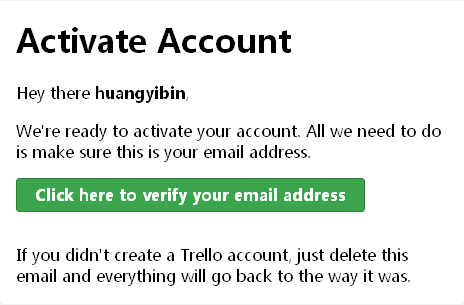 Activate Account
Hey there huangyibin,
We're ready to activate your account. All we need to do
is make sure this is your email address.
Click here to verify your email address
If you didn't create a Trello account, just delete this
email and everything will go back to the way it was.